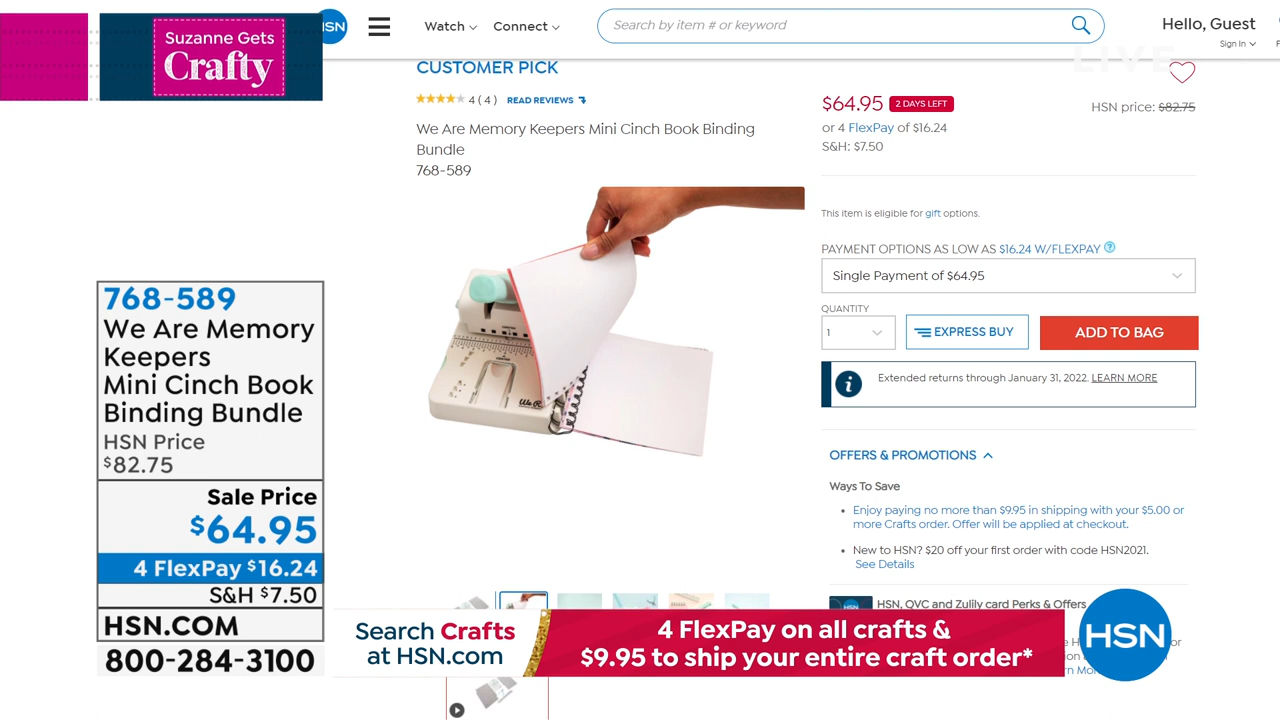 Suzanne Gets
Crafty
HSN
Watch
Connect
Search by item # or keyword
Hello, Guest
Sign In
LIVE
CUSTOMER PICK
4 ( 4 )
READ REVIEWS
We Are Memory Keepers Mini Cinch Book Binding
Bundle
768-589
$64.95
2 DAYS LEFT
HSN price: $82.75
or 4 FlexPay of $16.24
S&H: $7.50
This item is eligible for gift options.
PAYMENT OPTIONS AS LOW AS $16.24 W/FLEXPAY ?
Single Payment of $64.95
QUANTITY
1
EXPRESS BUY
ADD TO BAG
i
Extended returns through January 31, 2022. LEARN MORE
OFFERS & PROMOTIONS
Ways To Save
• Enjoy paying no more than $9.95 in shipping with your $5.00 or
more Crafts order. Offer will be applied at checkout.
• New to HSN? $20 off your first order with code HSN2021.
See Details
HSN
HSN, QVC and Zulily card Perks & Offers
768-589
We Are Memory
Keepers
Mini Cinch Book
Binding Bundle
HSN Price
$82.75
Sale Price
$64.95
4 FlexPay $16.24
S&H $7.50
HSN.COM
800-284-3100
Search Crafts
at HSN.com
4 FlexPay on all crafts &
$9.95 to ship your entire craft order*
HSN